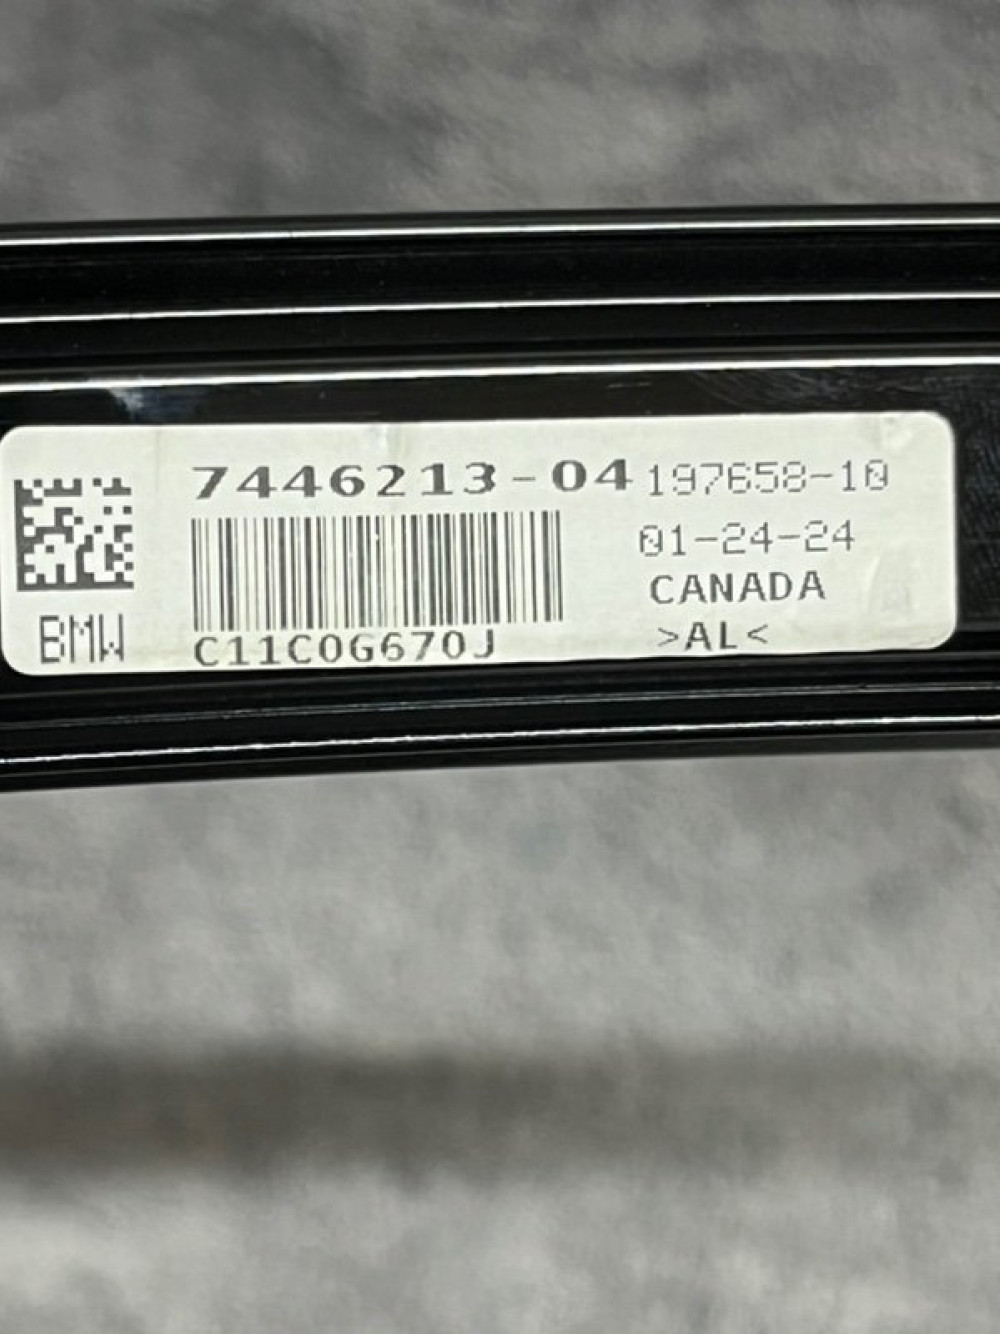 7446213-04 197658-10
01-24-24
CANADA
BMW C11C0G670J >AL<